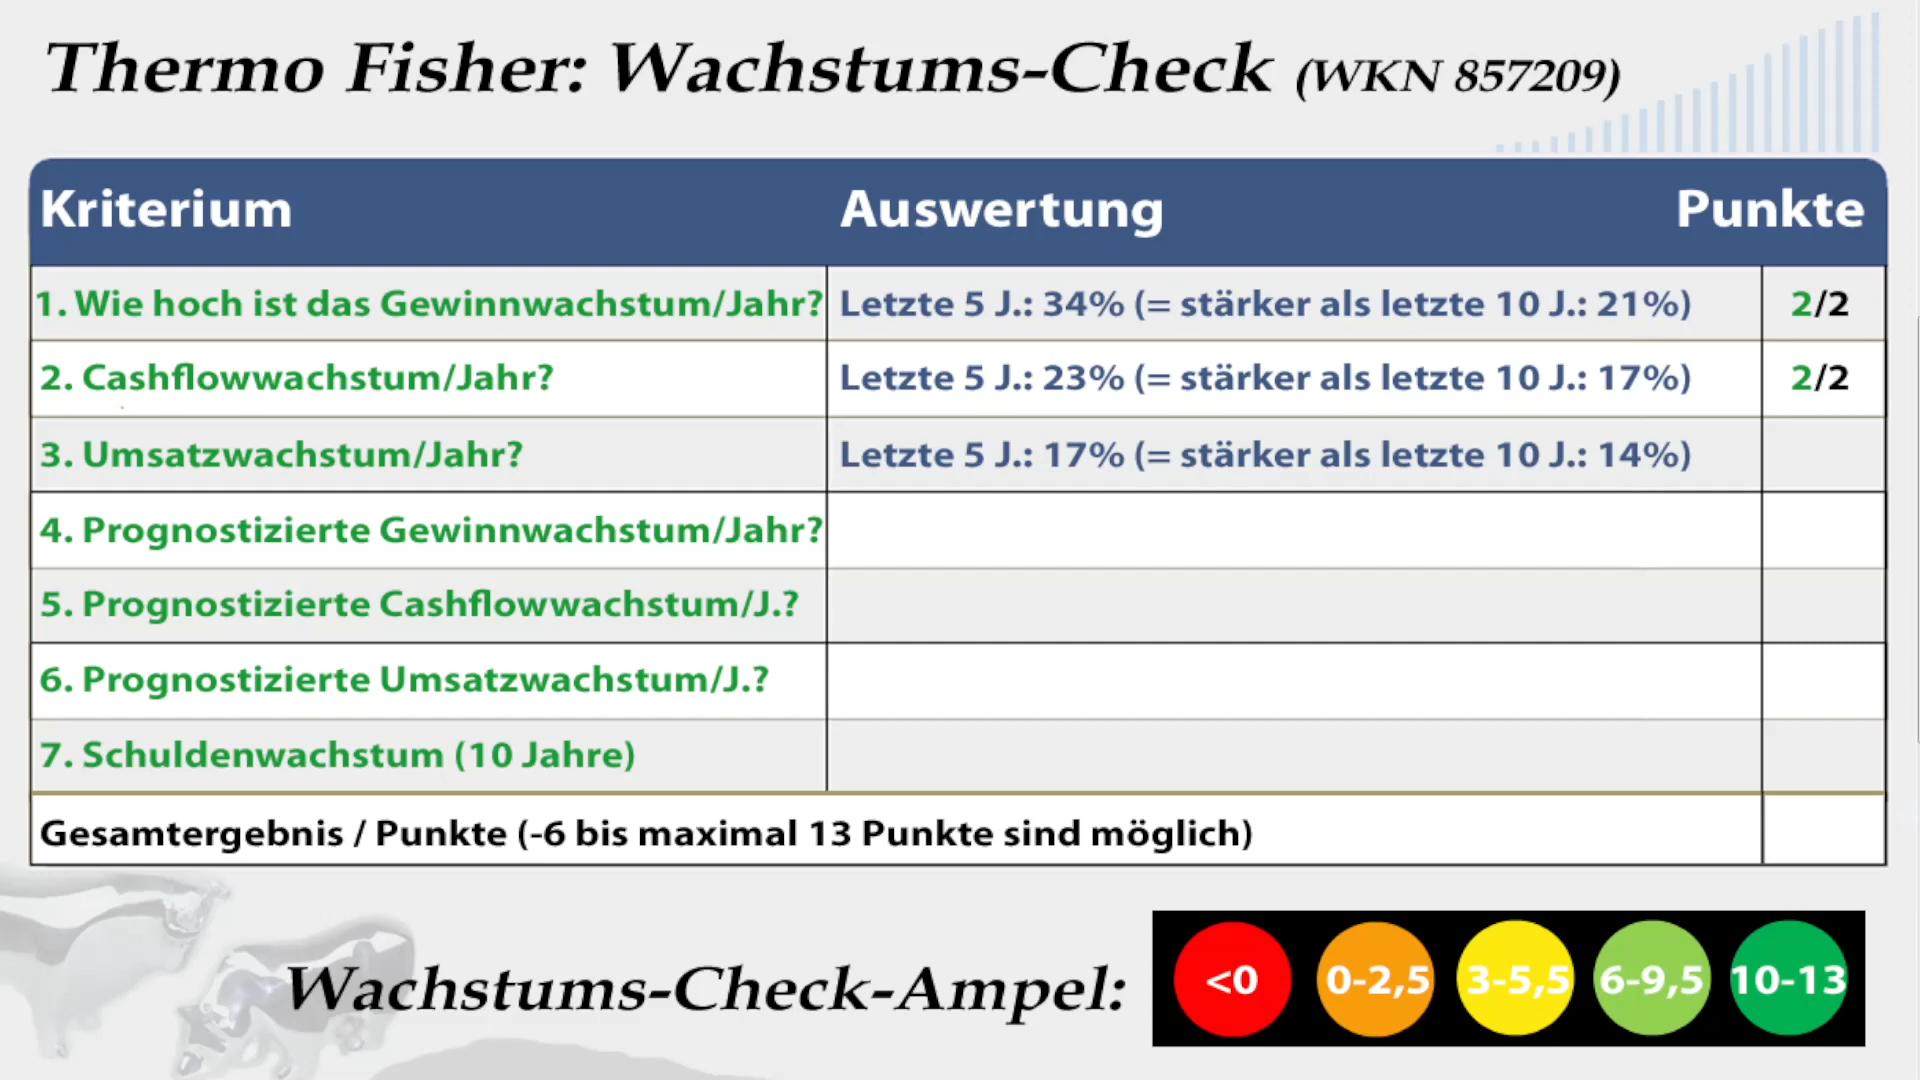 Thermo Fisher: Wachstums-Check (WKN 857209)
Kriterium Auswertung Punkte
1. Wie hoch ist das Gewinnwachstum/Jahr? Letzte 5 J.: 34% (= stärker als letzte 10 J.: 21%) 2/2
2. Cashflowwachstum/Jahr? Letzte 5 J.: 23% (= stärker als letzte 10 J.: 17%) 2/2
3. Umsatzwachstum/Jahr? Letzte 5 J.: 17% (= stärker als letzte 10 J.: 14%)
4. Prognostizierte Gewinnwachstum/Jahr?
5. Prognostizierte Cashflowwachstum/J.?
6. Prognostizierte Umsatzwachstum/J.?
7. Schuldenwachstum (10 Jahre)
Gesamtergebnis / Punkte (-6 bis maximal 13 Punkte sind möglich)
Wachstums-Check-Ampel: <0 0-2,5 3-5,5 6-9,5 10-13